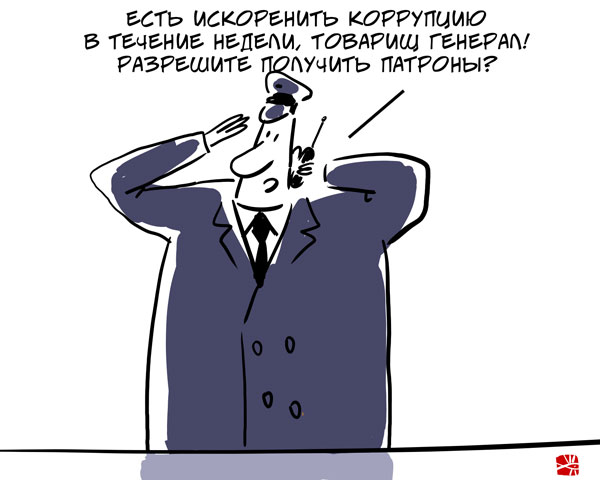 ЕСТЬ ИСКОРЕНИТЬ КОРРУПЦИЮ
В ТЕЧЕНИЕ НЕДЕЛИ, ТОВАРИЩ ГЕНЕРАЛ!
РАЗРЕШИТЕ ПОЛУЧИТЬ ПАТРОНЫ?